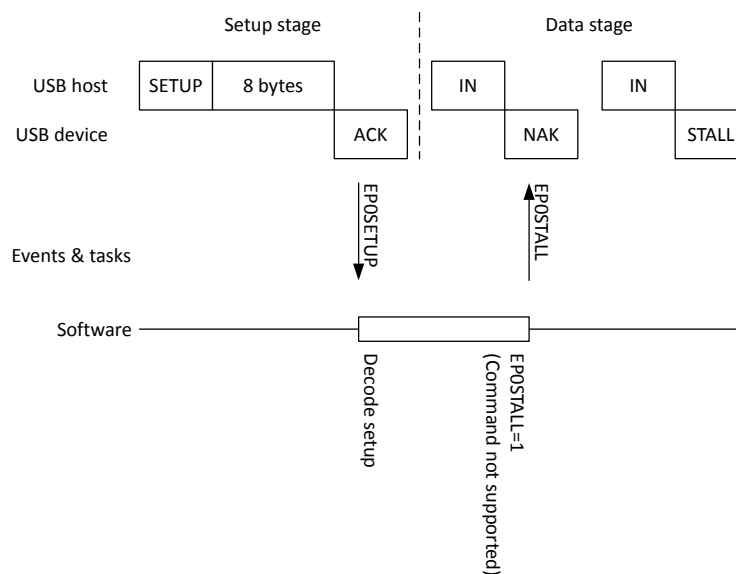 Setup stage
Data stage
USB host
SETUP
8 bytes
IN
IN
USB device
ACK
NAK
STALL
EP0SETUP
EP0STALL
Events & tasks
Software
Decode setup
EP0STALL=1
(Command not supported)